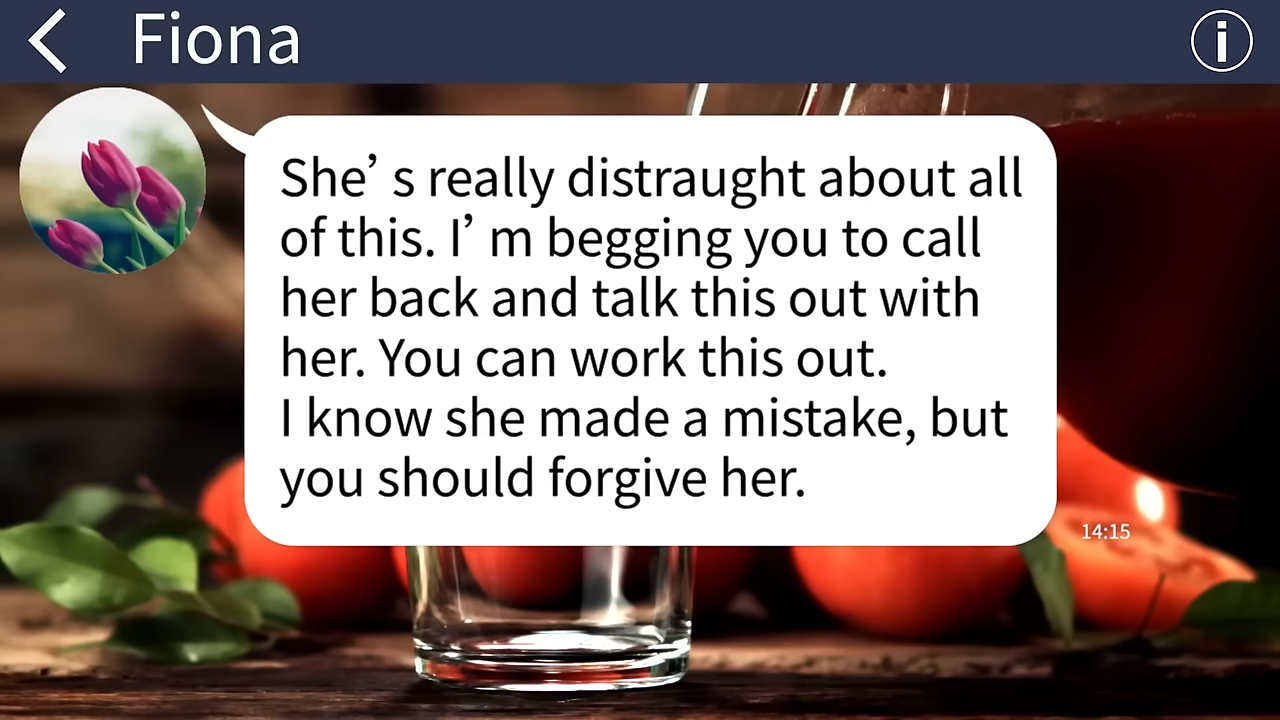 Fiona
She’s really distraught about all
of this. I’m begging you to call
her back and talk this out with
her. You can work this out.
I know she made a mistake, but
you should forgive her.
14:15